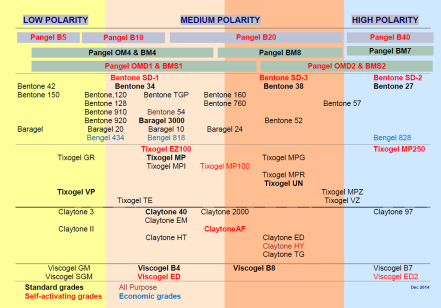 LOW POLARITY MEDIUM POLARITY HIGH POLARITY
Pangel B5 Pangel B10 Pangel B20 Pangel B40
Pangel OM4 & BM4 Pangel BM8 Pangel BM7
Pangel OMD1 & BMS1 Pangel OMD2 & BMS2
Bentone SD-1 Bentone SD-3 Bentone SD-2
Bentone 42 Bentone 34 Bentone 38 Bentone 27
Bentone 150 Bentone,120 Bentone TGP Bentone 160
Bentone 128 Bentone 760 Bentone 57
Bentone 910 Bentone 54
Bentone 920 Baragel 3000 Bentone 52
Baragel Baragel 20 Baragel 10 Baragel 24
Bengel 434 Bengel 818 Bengel 828
Tixogel EZ100 Tixogel MP250
Tixogel GR Tixogel MP Tixogel MPG
Tixogel MPI Tixogel MP100
Tixogel MPR
Tixogel UN
Tixogel VP Tixogel MPZ
Tixogel TE Tixogel VZ
Claytone 3 Claytone 40 Claytone 2000 Claytone 97
Claytone EM
Claytone II ClaytoneAF
Claytone HT Claytone ED
Claytone HY
Claytone TG
Viscogel GM Viscogel B4 Viscogel B8 Viscogel B7
Viscogel SGM Viscogel ED Viscogel ED2
Standard grades All Purpose Dec 2014
Self-activating grades Economic grades